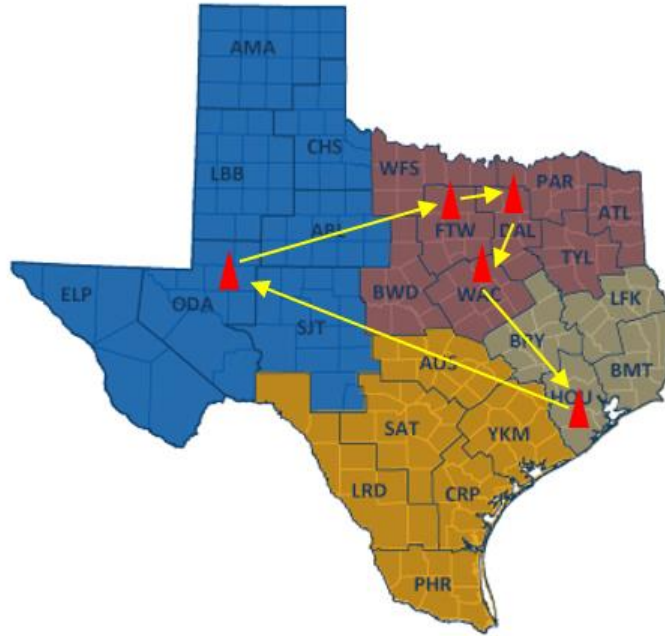 AMA
CHS
LBB
WFS
PAR
ABL
FTW
DAL
ATL
TYL
ELP
ODA
BWD
WAC
LFK
SJT
BRY
AUS
BMT
HOU
SAT
YKM
LRD
CRP
PHR